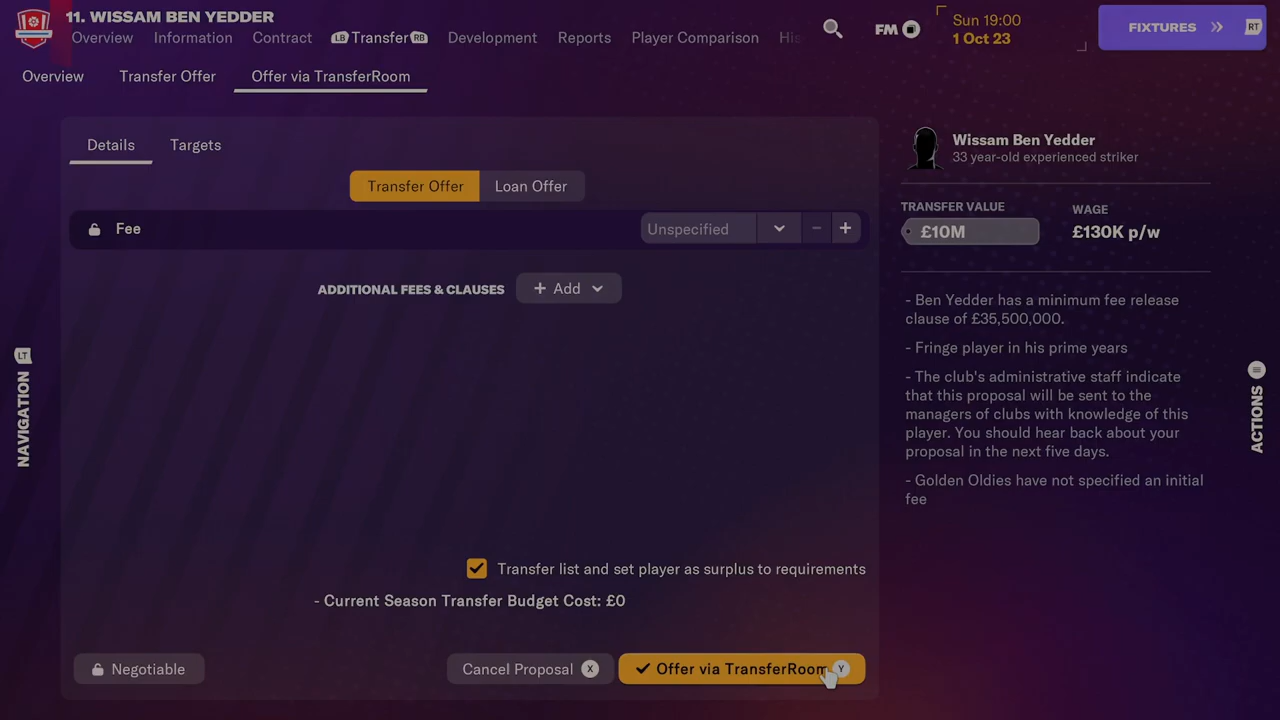 11. WISSAM BEN YEDDER
Overview Information Contract LB Transfer RB Development Reports Player Comparison His
FM
Sun 19:00
1 Oct 23
FIXTURES RT
Overview Transfer Offer Offer via TransferRoom
Details Targets
Transfer Offer Loan Offer
Fee Unspecified - +
ADDITIONAL FEES & CLAUSES + Add
Transfer list and set player as surplus to requirements
- Current Season Transfer Budget Cost: £0
Negotiable Cancel Proposal X Offer via TransferRoom Y
Wissam Ben Yedder
33 year-old experienced striker
TRANSFER VALUE WAGE
£10M £130K p/w
- Ben Yedder has a minimum fee release
clause of £35,500,000.
- Fringe player in his prime years
- The club's administrative staff indicate
that this proposal will be sent to the
managers of clubs with knowledge of this
player. You should hear back about your
proposal in the next five days.
- Golden Oldies have not specified an initial
fee
LT
NAVIGATION
ACTIONS